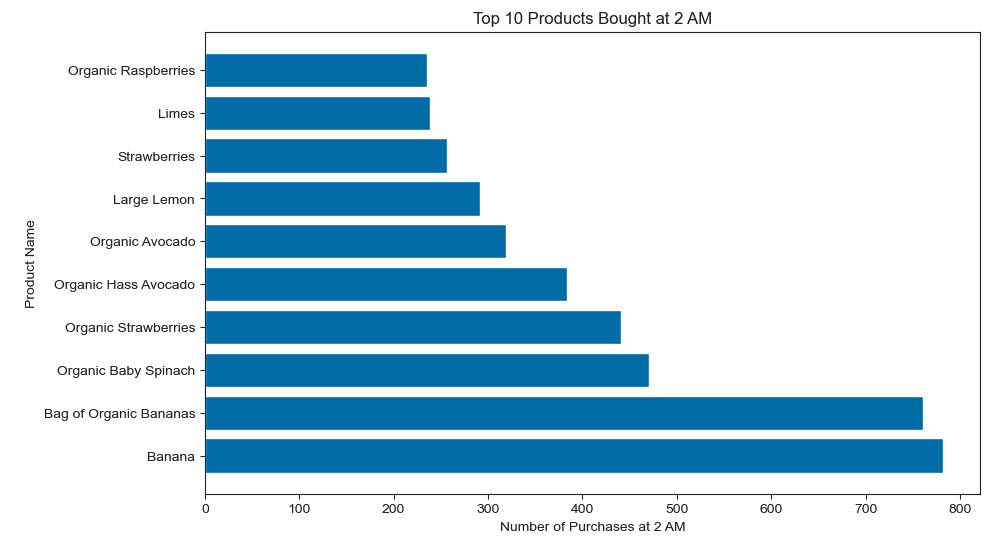 Top 10 Products Bought at 2 AM
Product Name
Organic Raspberries
Limes
Strawberries
Large Lemon
Organic Avocado
Organic Hass Avocado
Organic Strawberries
Organic Baby Spinach
Bag of Organic Bananas
Banana
0 100 200 300 400 500 600 700 800
Number of Purchases at 2 AM